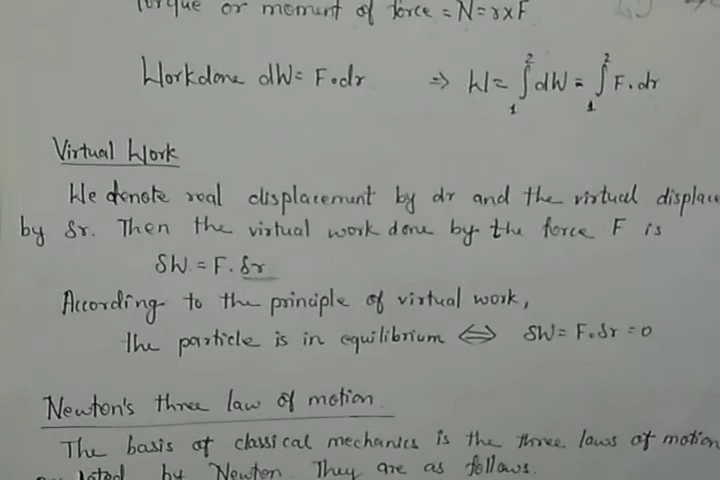 Torque or moment of force = N = r x F
Workdone dW = F.dr ⇒ W = ∫₁² dW = ∫₁² F.dr
Virtual Work
We denote real displacement by dr and the virtual displace
by δr. Then the virtual work done by the force F is
δW = F.δr
According to the principle of virtual work,
the particle is in equilibrium ⇔ δW = F.δr = 0
Newton's three law of motion
The basis of classical mechanics is the three laws of motion
by Newton. They are as follows.